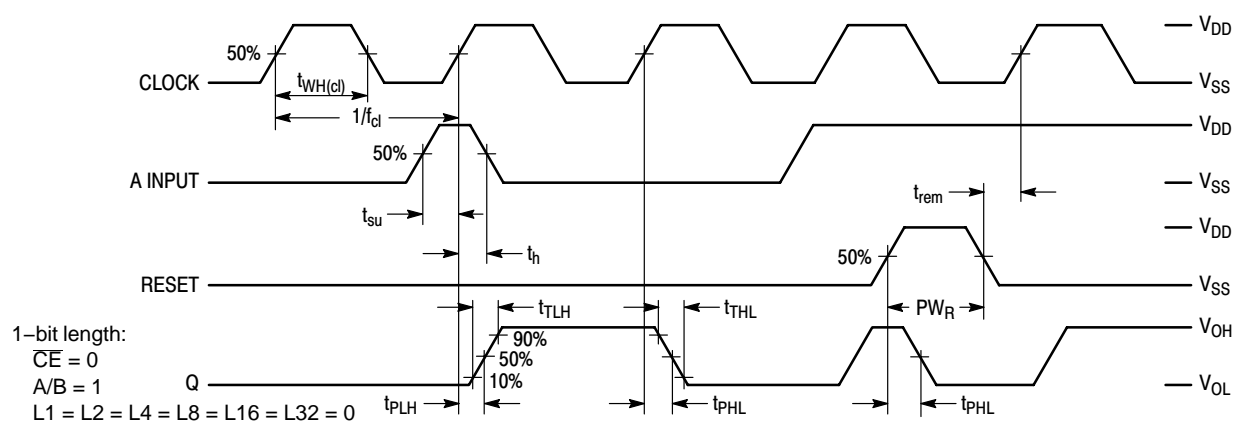 V_DD
50%
CLOCK
t_WH(cl)
V_SS
1/f_cl
V_DD
50%
A INPUT
t_rem
V_SS
t_su
V_DD
t_h
50%
RESET
V_SS
t_TLH
t_THL
PW_R
1–bit length:
90%
V_OH
C̅E̅ = 0
50%
A/B = 1
Q
10%
V_OL
L1 = L2 = L4 = L8 = L16 = L32 = 0
t_PLH
t_PHL
t_PHL